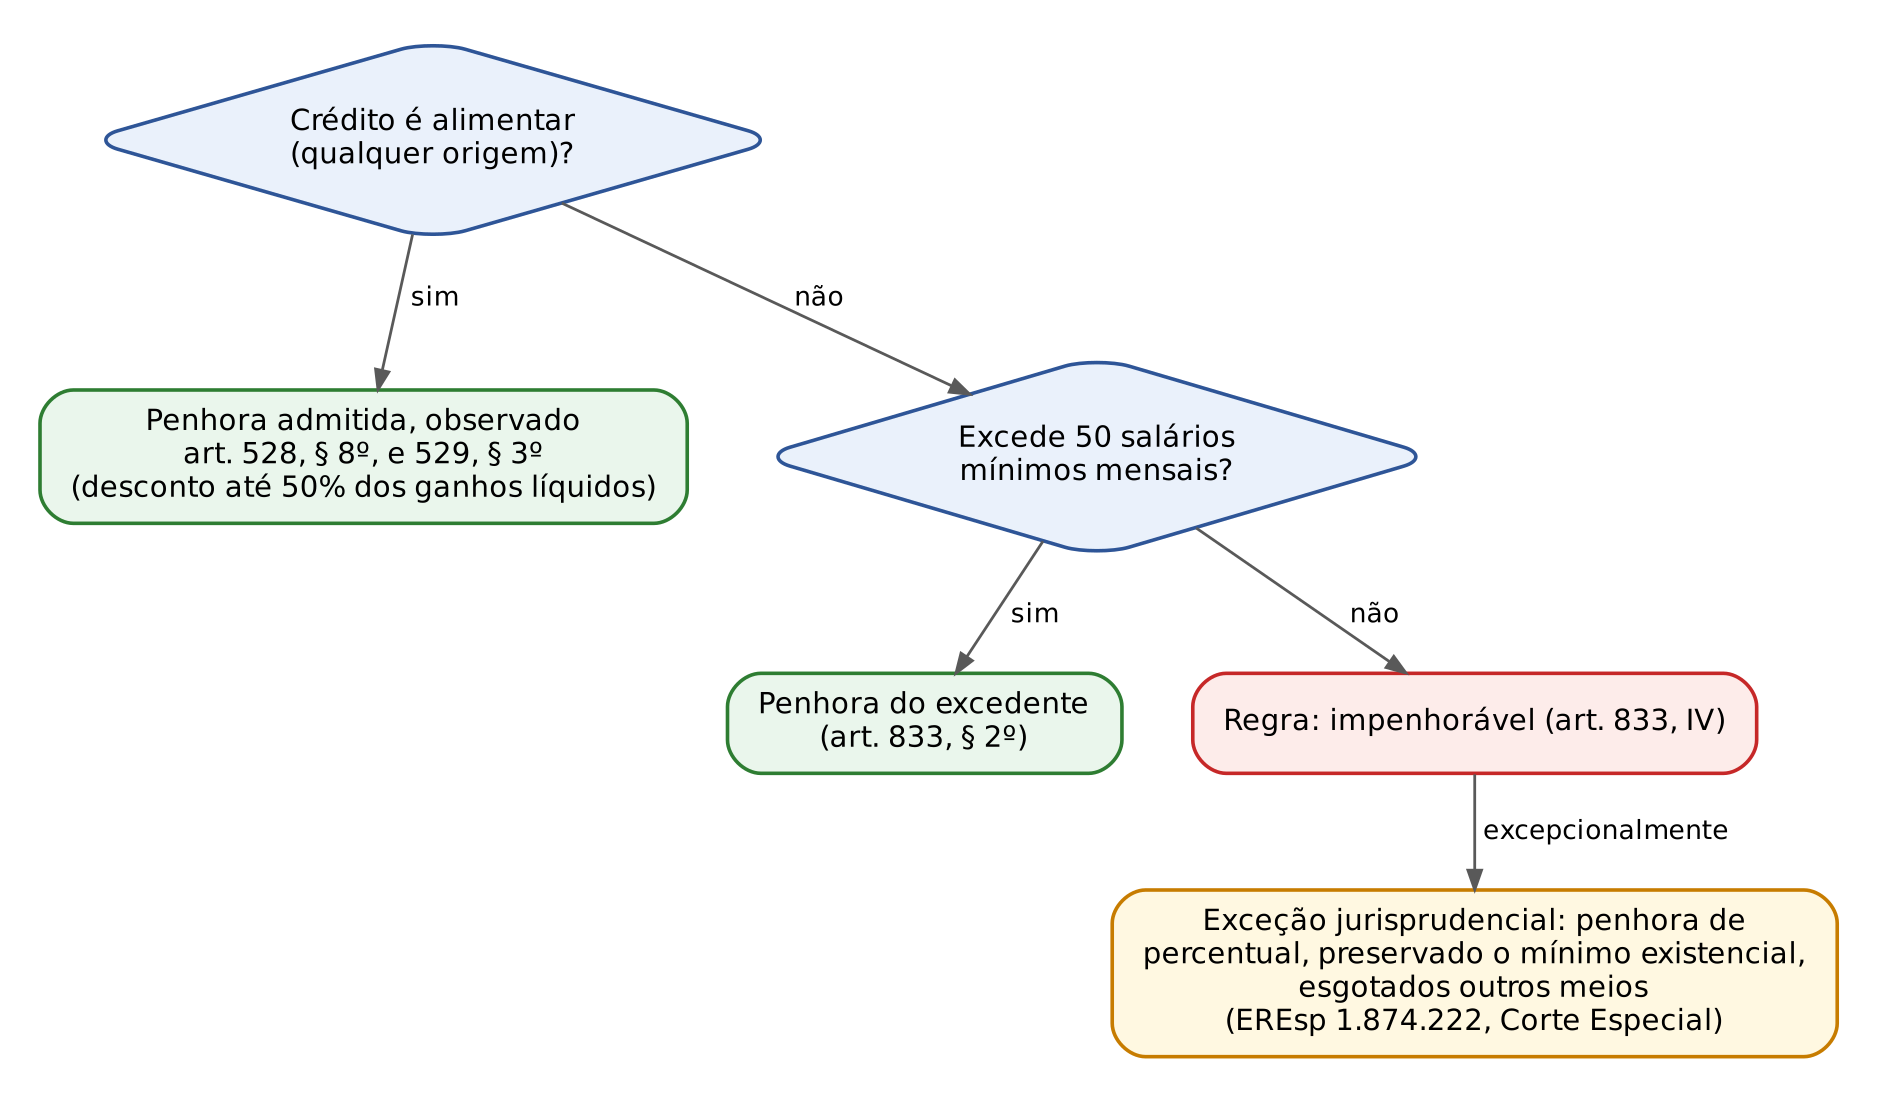 Crédito é alimentar
(qualquer origem)?
sim
não
Penhora admitida, observado
art. 528, § 8º, e 529, § 3º
(desconto até 50% dos ganhos líquidos)
Excede 50 salários
mínimos mensais?
sim
não
Penhora do excedente
(art. 833, § 2º)
Regra: impenhorável (art. 833, IV)
excepcionalmente
Exceção jurisprudencial: penhora de
percentual, preservado o mínimo existencial,
esgotados outros meios
(EREsp 1.874.222, Corte Especial)